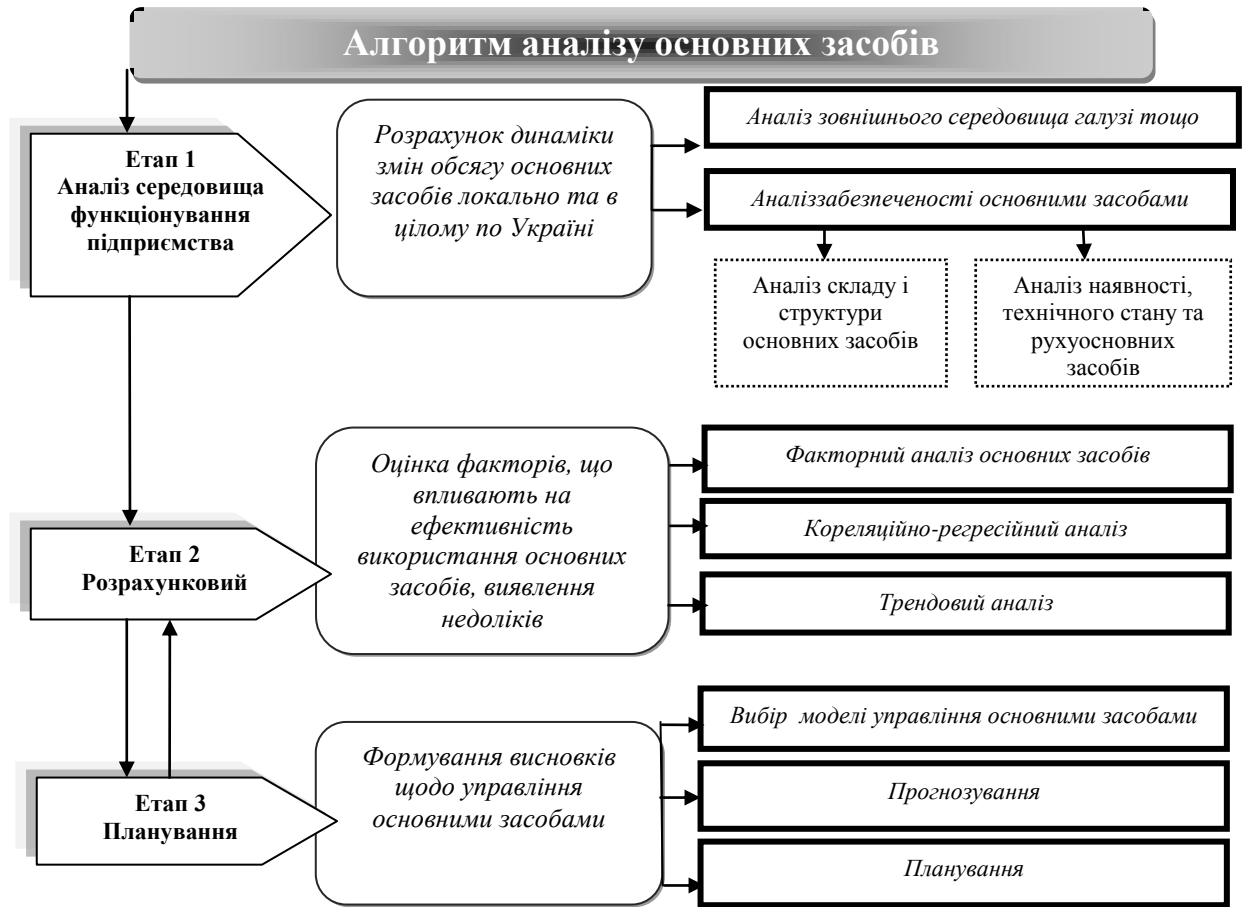 Алгоритм аналізу основних засобів
Етап 1
Аналіз середовища
функціонування
підприємства
Розрахунок динаміки
змін обсягу основних
засобів локально та в
цілому по Україні
Аналіз зовнішнього середовища галузі тощо
Аналіззабезпеченості основними засобами
Аналіз складу і
структури
основних засобів
Аналіз наявності,
технічного стану та
рухуосновних
засобів
Етап 2
Розрахунковий
Оцінка факторів, що
впливають на
ефективність
використання основних
засобів, виявлення
недоліків
Факторний аналіз основних засобів
Кореляційно-регресійний аналіз
Трендовий аналіз
Етап 3
Планування
Формування висновків
щодо управління
основними засобами
Вибір моделі управління основними засобами
Прогнозування
Планування